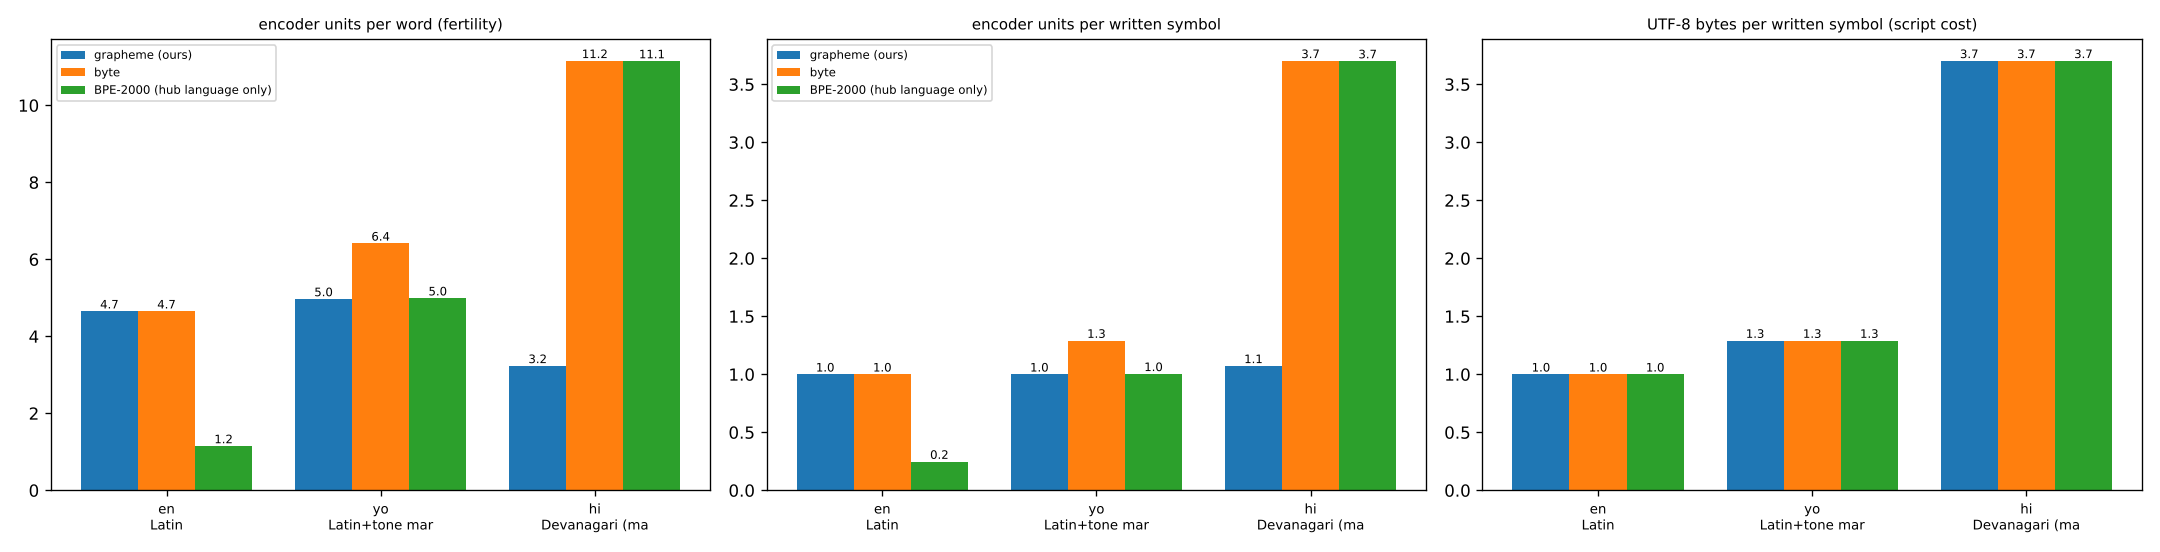 encoder units per word (fertility)
grapheme (ours)
byte
BPE-2000 (hub language only)
10
8
6
4
2
0
4.7
4.7
1.2
5.0
6.4
5.0
3.2
11.2
11.1
en
Latin
yo
Latin+tone mar
hi
Devanagari (ma
encoder units per written symbol
grapheme (ours)
byte
BPE-2000 (hub language only)
3.5
3.0
2.5
2.0
1.5
1.0
0.5
0.0
1.0
1.0
0.2
1.0
1.3
1.0
1.1
3.7
3.7
en
Latin
yo
Latin+tone mar
hi
Devanagari (ma
UTF-8 bytes per written symbol (script cost)
3.5
3.0
2.5
2.0
1.5
1.0
0.5
0.0
1.0
1.0
1.0
1.3
1.3
1.3
3.7
3.7
3.7
en
Latin
yo
Latin+tone mar
hi
Devanagari (ma